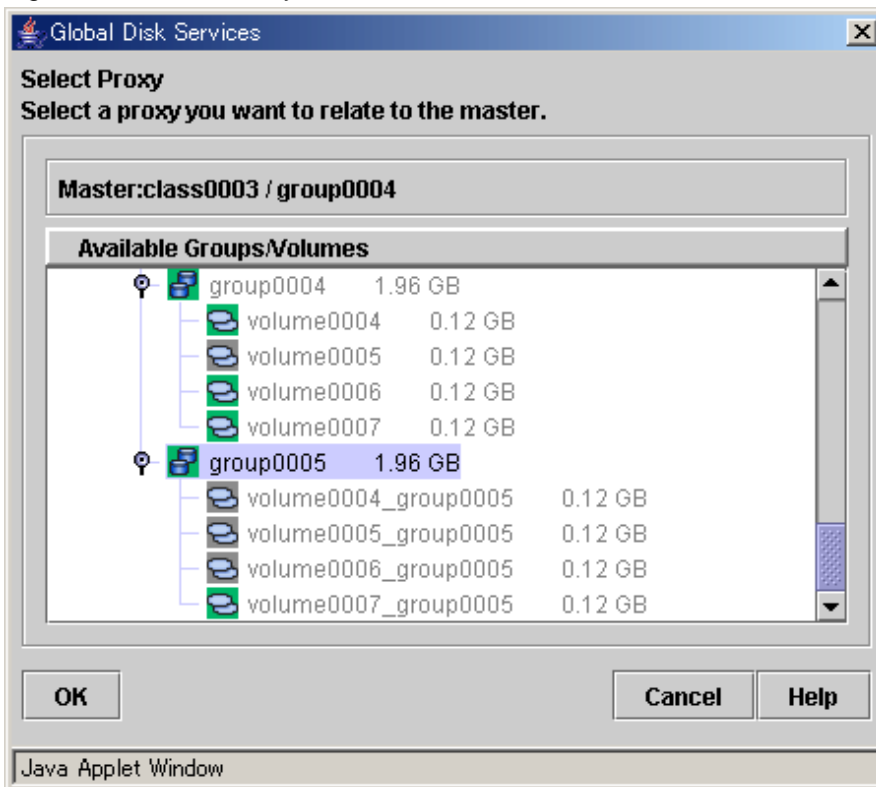 Global Disk Services
Select Proxy
Select a proxy you want to relate to the master.
Master:class0003 / group0004
Available Groups/Volumes
group0004 1.96 GB
volume0004 0.12 GB
volume0005 0.12 GB
volume0006 0.12 GB
volume0007 0.12 GB
group0005 1.96 GB
volume0004_group0005 0.12 GB
volume0005_group0005 0.12 GB
volume0006_group0005 0.12 GB
volume0007_group0005 0.12 GB
OK Cancel Help
Java Applet Window